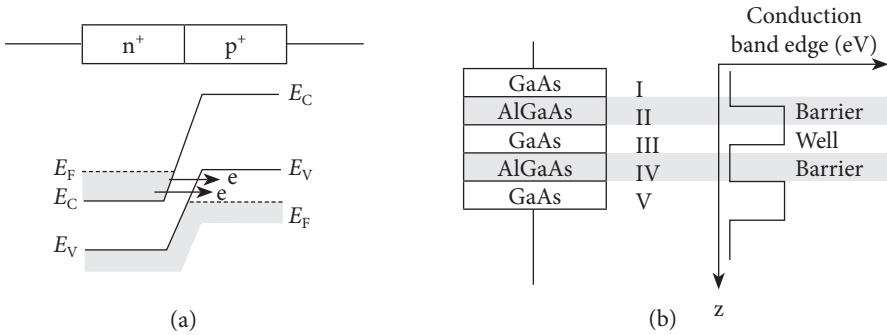 n⁺ p⁺
E_C
E_F
E_C
E_V
e
e
E_V
E_F
(a)
Conduction
band edge (eV)
GaAs I
AlGaAs II Barrier
GaAs III Well
AlGaAs IV Barrier
GaAs V
z
(b)